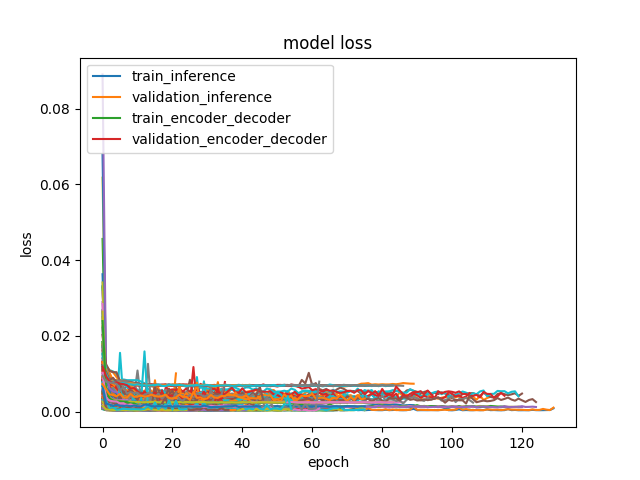 model loss
train_inference
validation_inference
train_encoder_decoder
validation_encoder_decoder
0.08
0.06
0.04
0.02
0.00
loss
0 20 40 60 80 100 120
epoch